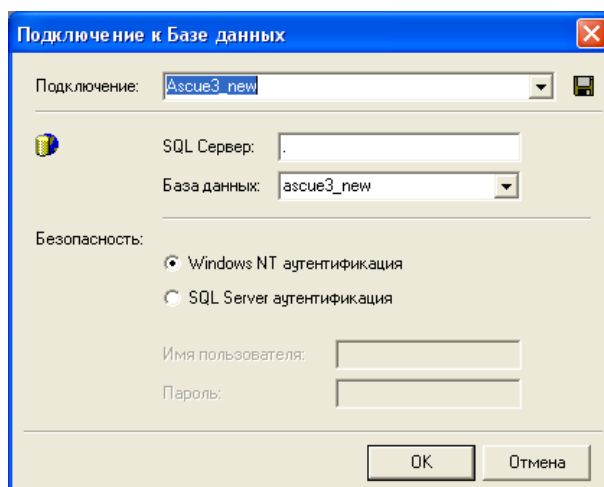 Подключение к Базе данных
Подключение: Ascue3_new
SQL Сервер: .
База данных: ascue3_new
Безопасность:
Windows NT аутентификация
SQL Server аутентификация
Имя пользователя:
Пароль:
OK Отмена